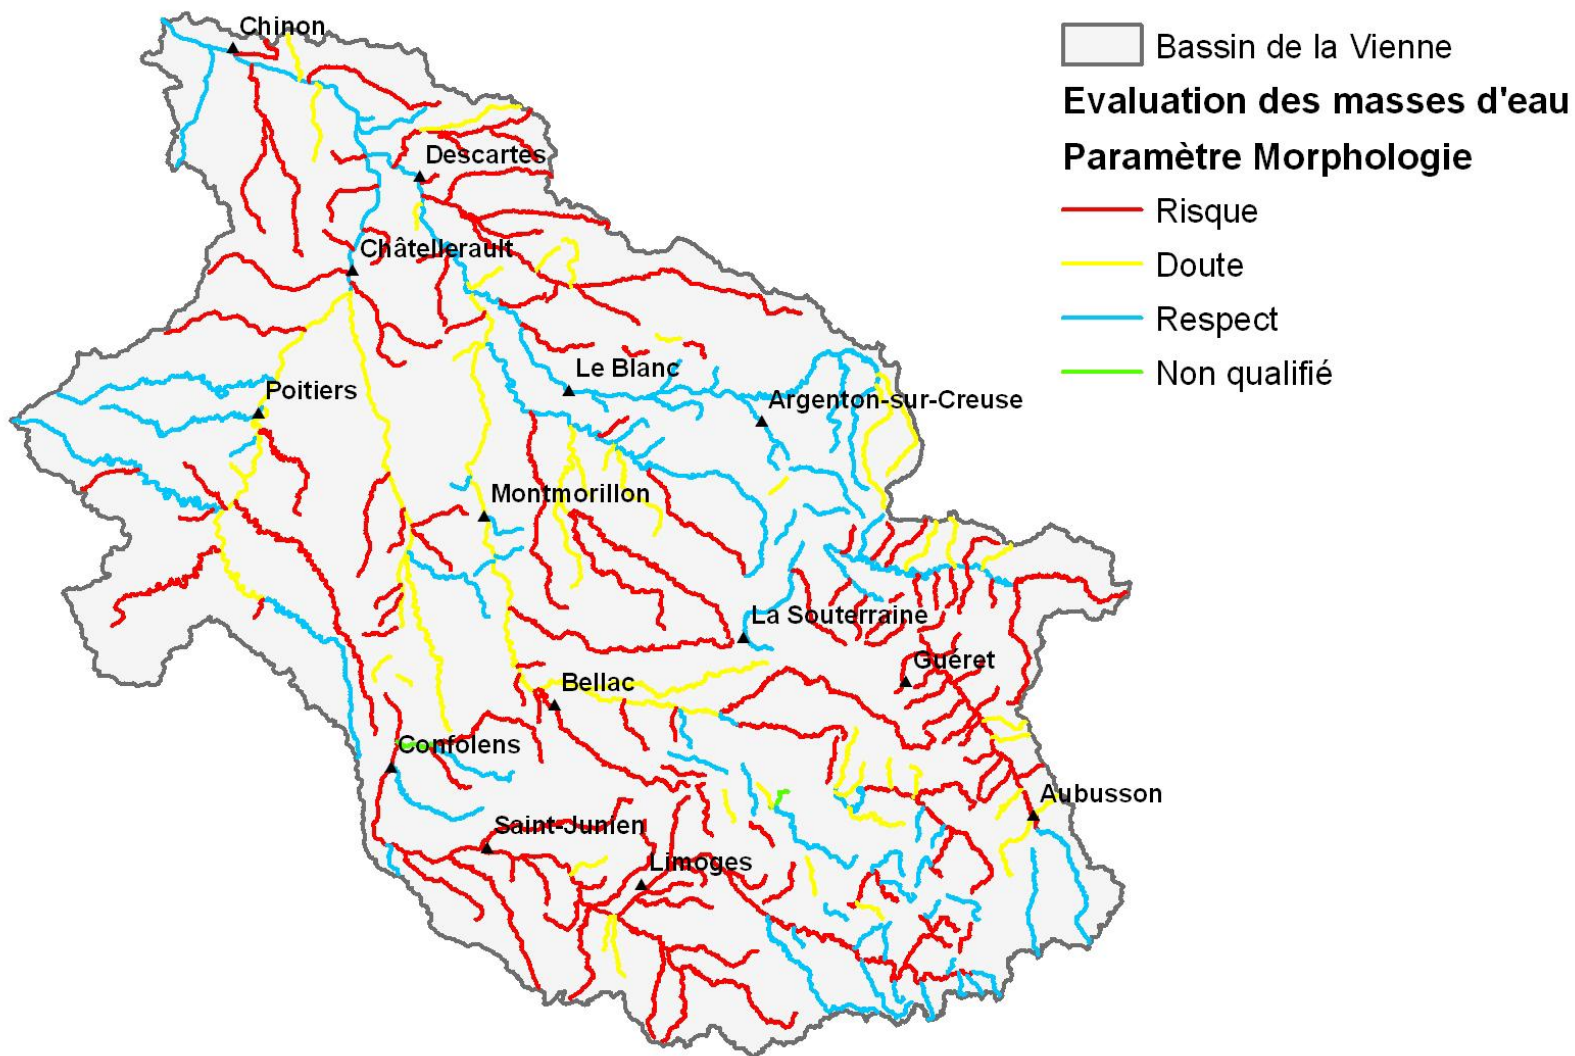 Chinon
Bassin de la Vienne
Evaluation des masses d'eau
Paramètre Morphologie
Descartes
Risque
Châtellerault
Doute
Respect
Le Blanc
Non qualifié
Poitiers
Argenton-sur-Creuse
Montmorillon
La Souterraine
Guéret
Bellac
Confolens
Aubusson
Saint-Junien
Limoges